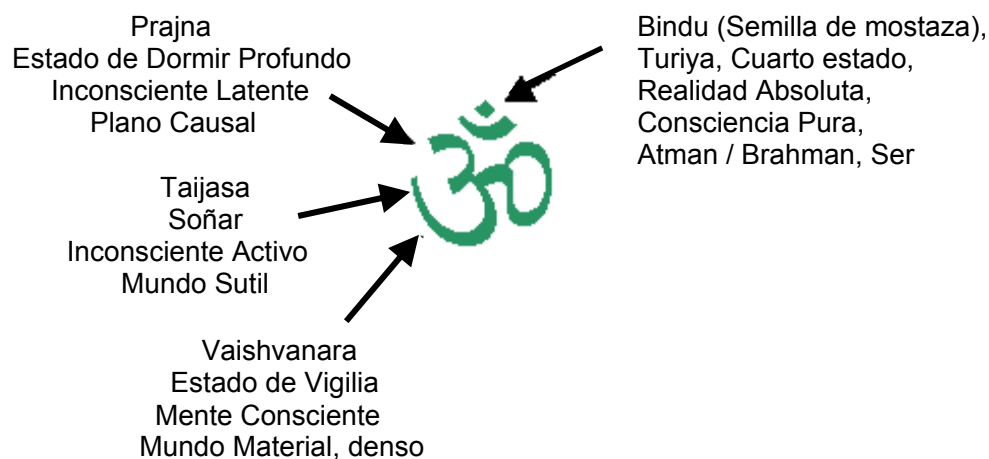 Prajna
Estado de Dormir Profundo
Inconsciente Latente
Plano Causal
Bindu (Semilla de mostaza),
Turiya, Cuarto estado,
Realidad Absoluta,
Consciencia Pura,
Atman / Brahman, Ser
ॐ
Taijasa
Soñar
Inconsciente Activo
Mundo Sutil
Vaishvanara
Estado de Vigilia
Mente Consciente
Mundo Material, denso